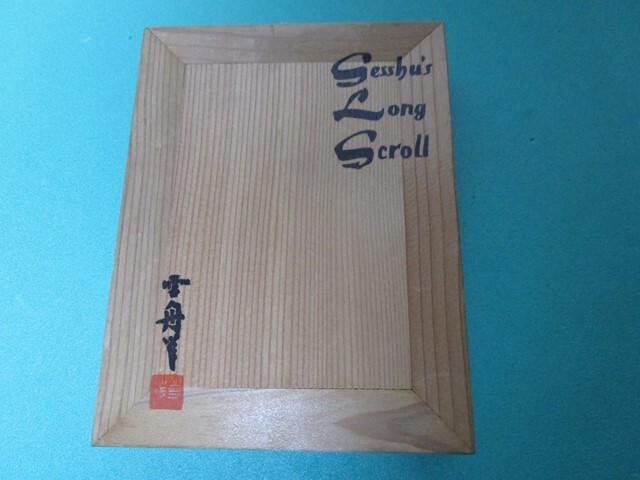 Sesshu's
Long
Scroll
雪舟筆